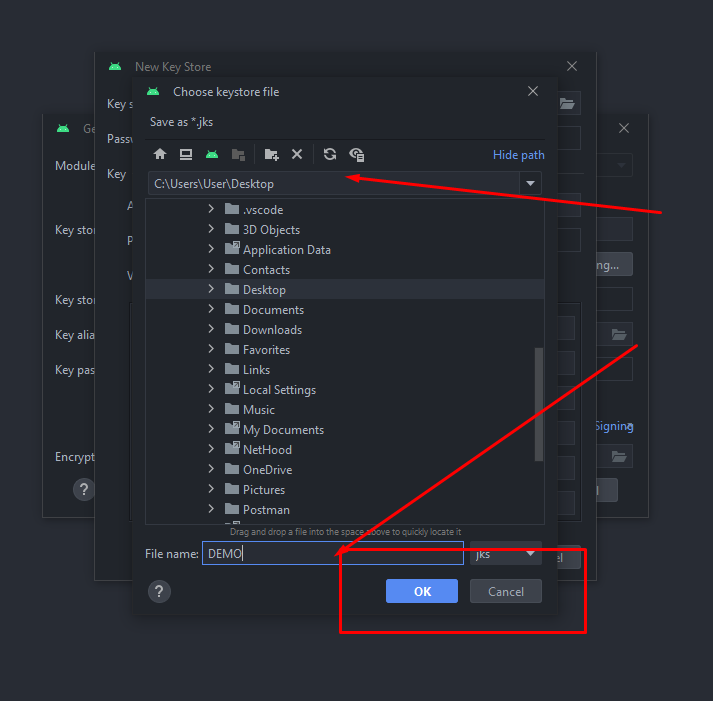 New Key Store
Choose keystore file
Key s
Save as *.jks
Ge
Passw
Hide path
Module
Key
C:\Users\User\Desktop
.vscode
3D Objects
Key stor
Application Data
Contacts
ng...
Desktop
Key stor
Documents
Downloads
Key alia
Favorites
Key pas
Links
Local Settings
Music
My Documents
Signing
NetHood
Encrypt
OneDrive
Pictures
?
Postman
Drag and drop a file into the space above to quickly locate it
File name: DEMO jks
el
? OK Cancel